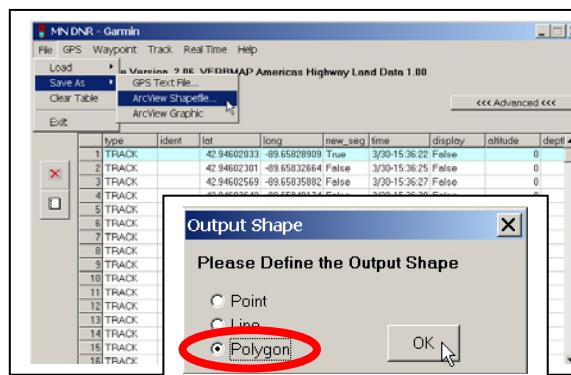 MN DNR - Garmin
File GPS Waypoint Track Real Time Help
Load
Version 2.06 VERBMAP Americas Highway Land Data 1.00
Save As
GPS Text File...
Clear Table
ArcView Shapefile...
ArcView Graphic
<<< Advanced <<<
Exit
type ident lat long new_seg time display altitude dept
1 TRACK 42.94602033 -89.65828909 True 3/30-15:36:22 False 0
2 TRACK 42.94602301 -89.65832664 False 3/30-15:36:25 False 0
3 TRACK 42.94602569 -89.65835882 False 3/30-15:36:27 False 0
4 TRACK False
5 TRACK
6 TRACK
7 TRACK
8 TRACK
9 TRACK
10 TRACK
11 TRACK
12 TRACK
13 TRACK
14 TRACK
15 TRACK
16 TRACK
Output Shape
Please Define the Output Shape
Point
Line
Polygon
OK